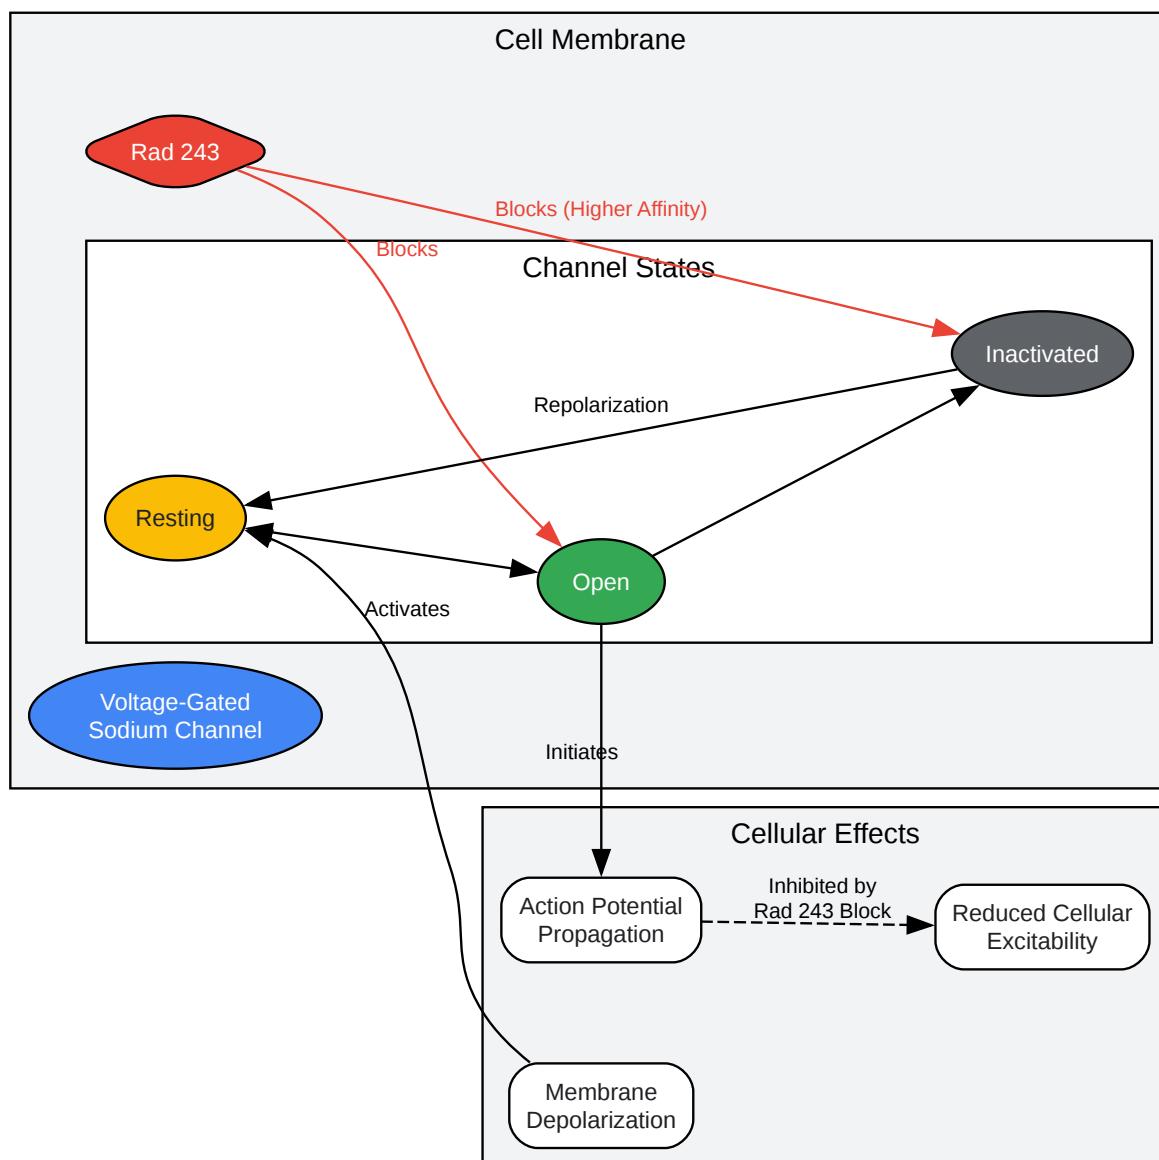 Cell Membrane
Rad 243
Blocks (Higher Affinity)
Blocks
Channel States
Inactivated
Repolarization
Resting
Open
Activates
Voltage-Gated
Sodium Channel
Initiates
Cellular Effects
Action Potential
Propagation
Inhibited by
Rad 243 Block
Reduced Cellular
Excitability
Membrane
Depolarization